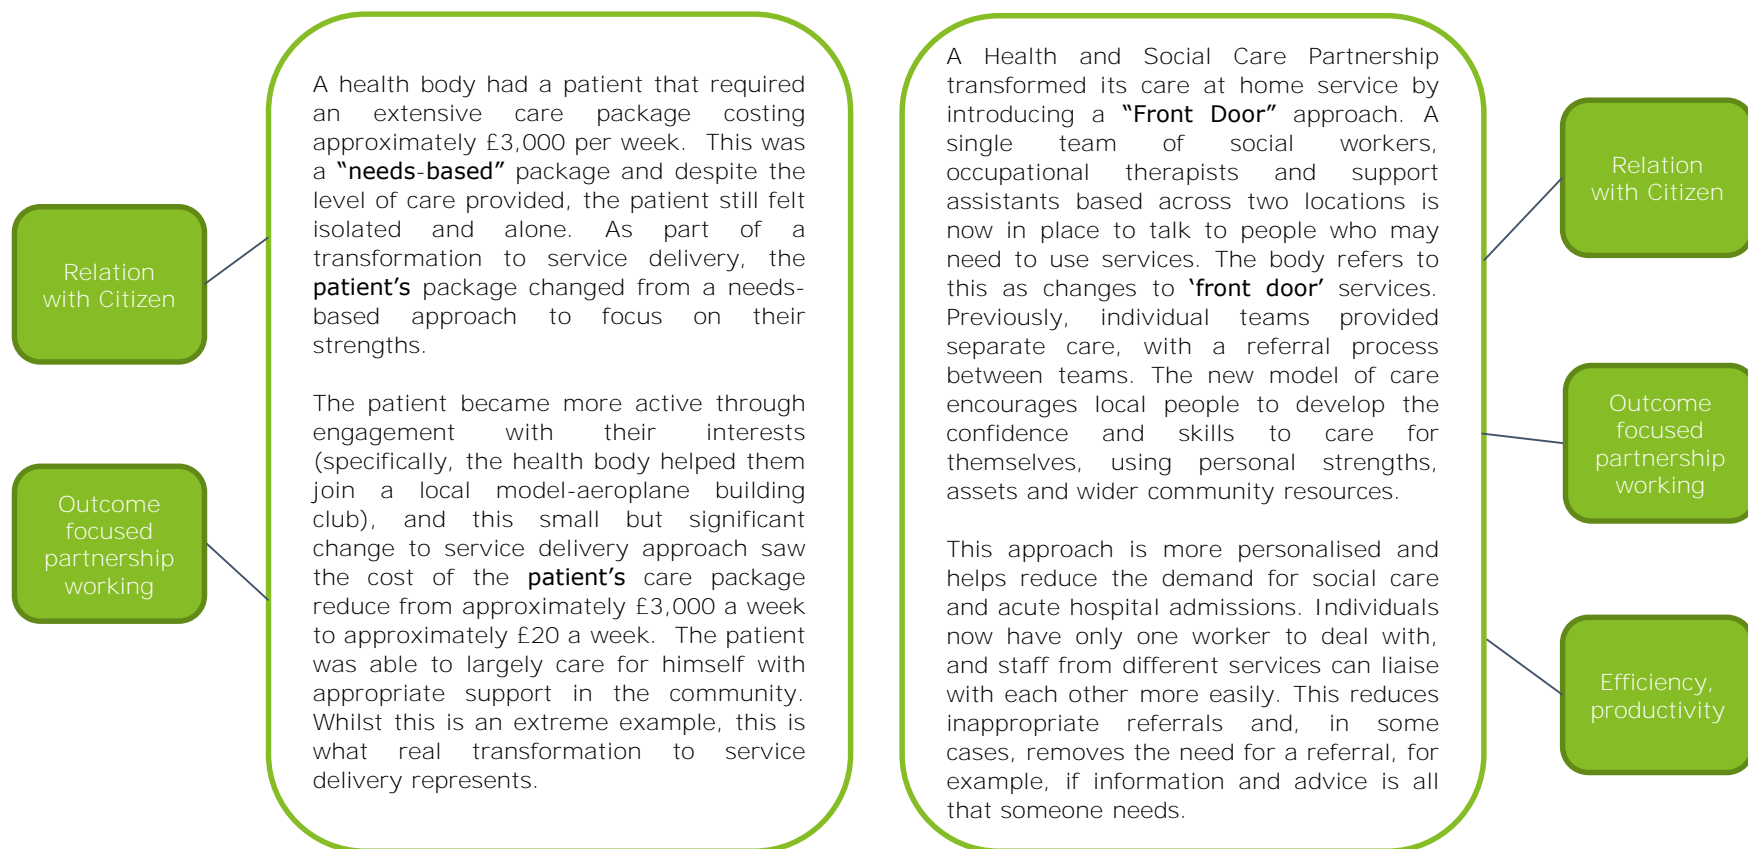 Relation
with Citizen
Outcome
focused
partnership
working
A health body had a patient that required
an extensive care package costing
approximately £3,000 per week.  This was
a “needs-based” package and despite the
level of care provided, the patient still felt
isolated and alone. As part of a
transformation to service delivery, the
patient’s package changed from a needs-
based approach to focus on their
strengths.
The patient became more active through
engagement with their interests
(specifically, the health body helped them
join a local model-aeroplane building
club), and this small but significant
change to service delivery approach saw
the cost of the patient’s care package
reduce from approximately £3,000 a week
to approximately £20 a week.  The patient
was able to largely care for himself with
appropriate support in the community.
Whilst this is an extreme example, this is
what real transformation to service
delivery represents.
A Health and Social Care Partnership
transformed its care at home service by
introducing a “Front Door” approach. A
single team of social workers,
occupational therapists and support
assistants based across two locations is
now in place to talk to people who may
need to use services. The body refers to
this as changes to ‘front door’ services.
Previously, individual teams provided
separate care, with a referral process
between teams. The new model of care
encourages local people to develop the
confidence and skills to care for
themselves, using personal strengths,
assets and wider community resources.
This approach is more personalised and
helps reduce the demand for social care
and acute hospital admissions. Individuals
now have only one worker to deal with,
and staff from different services can liaise
with each other more easily. This reduces
inappropriate referrals and, in some
cases, removes the need for a referral, for
example, if information and advice is all
that someone needs.
Relation
with Citizen
Outcome
focused
partnership
working
Efficiency,
productivity